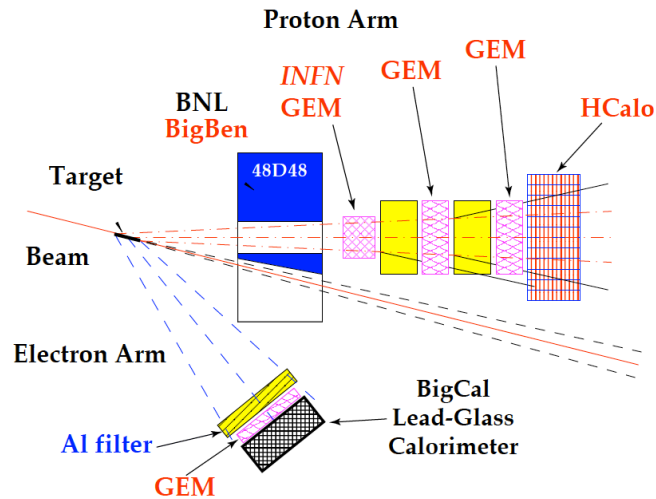 Proton Arm
GEM
GEM
INFN
GEM
HCalo
BNL
BigBen
48D48
Target
Beam
Electron Arm
BigCal
Lead-Glass
Calorimeter
Al filter
GEM